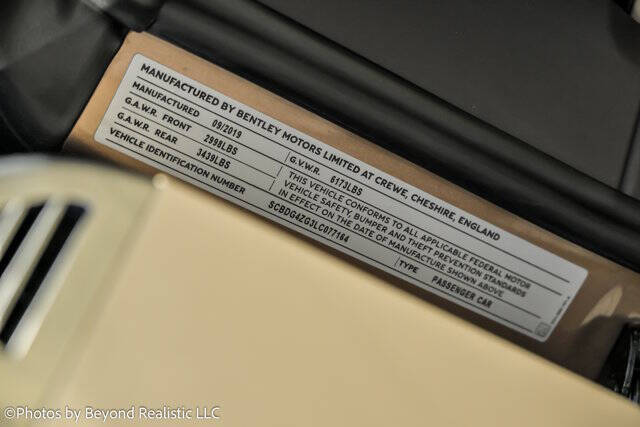 MANUFACTURED BY BENTLEY MOTORS LIMITED AT CREWE, CHESHIRE, ENGLAND
MANUFACTURED 09/2019 G.V.W.R. 6173LBS
G.A.W.R. FRONT 2998LBS
G.A.W.R. REAR 3439LBS
THIS VEHICLE CONFORMS TO ALL APPLICABLE FEDERAL MOTOR
VEHICLE SAFETY, BUMPER AND THEFT PREVENTION STANDARDS
IN EFFECT ON THE DATE OF MANUFACTURE SHOWN ABOVE
VEHICLE IDENTIFICATION NUMBER SCBDG4ZG3LC077164 TYPE PASSENGER CAR
©Photos by Beyond Realistic LLC